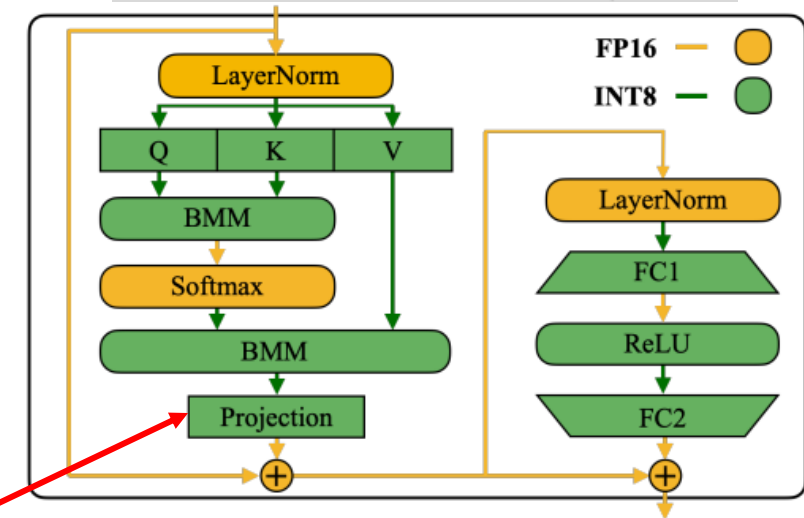 FP16
INT8
LayerNorm
Q K V
BMM
Softmax
BMM
Projection
+
LayerNorm
FC1
ReLU
FC2
+